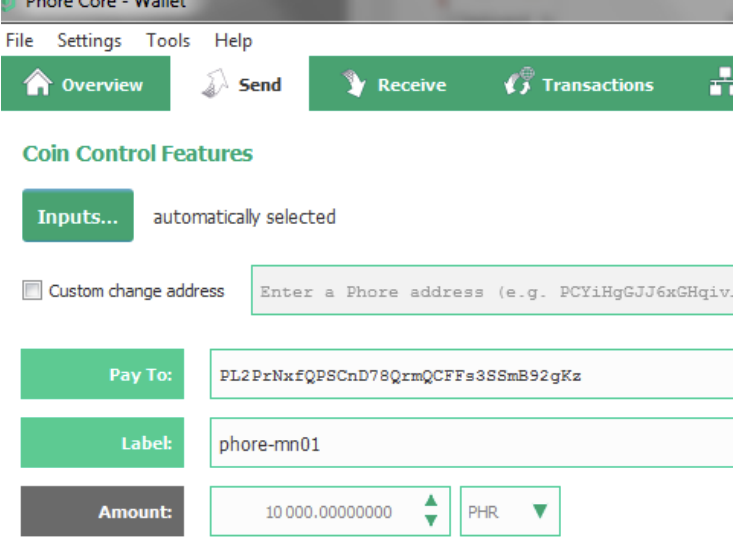 Phore Core - Wallet
File Settings Tools Help
Overview Send Receive Transactions
Coin Control Features
Inputs... automatically selected
Custom change address Enter a Phore address (e.g. PCYiHgGJJ6xGHqiv
Pay To: PL2PrNxfQPSCnD78QrmQCFFs3SSmB92gKz
Label: phore-mn01
Amount: 10 000.00000000 PHR